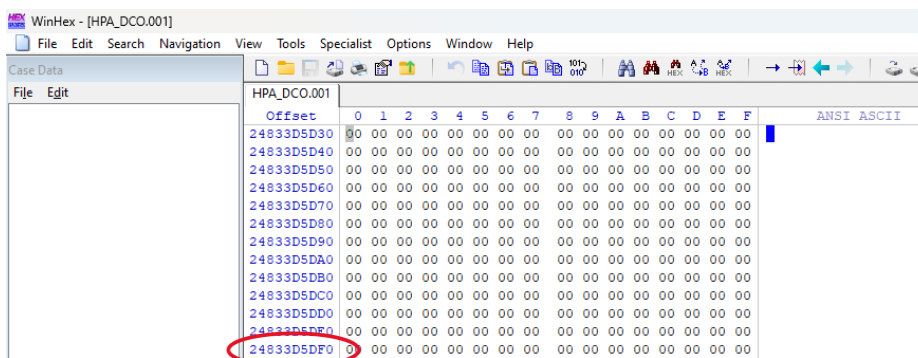 WinHex - [HPA_DCO.001]
File Edit Search Navigation View Tools Specialist Options Window Help
Case Data
File Edit
HPA_DCO.001
Offset 0 1 2 3 4 5 6 7 8 9 A B C D E F ANSI ASCII
24833D5D30 00 00 00 00 00 00 00 00 00 00 00 00 00 00 00 00
24833D5D40 00 00 00 00 00 00 00 00 00 00 00 00 00 00 00 00
24833D5D50 00 00 00 00 00 00 00 00 00 00 00 00 00 00 00 00
24833D5D60 00 00 00 00 00 00 00 00 00 00 00 00 00 00 00 00
24833D5D70 00 00 00 00 00 00 00 00 00 00 00 00 00 00 00 00
24833D5D80 00 00 00 00 00 00 00 00 00 00 00 00 00 00 00 00
24833D5D90 00 00 00 00 00 00 00 00 00 00 00 00 00 00 00 00
24833D5DA0 00 00 00 00 00 00 00 00 00 00 00 00 00 00 00 00
24833D5DB0 00 00 00 00 00 00 00 00 00 00 00 00 00 00 00 00
24833D5DC0 00 00 00 00 00 00 00 00 00 00 00 00 00 00 00 00
24833D5DD0 00 00 00 00 00 00 00 00 00 00 00 00 00 00 00 00
24833D5DE0 00 00 00 00 00 00 00 00 00 00 00 00 00 00 00 00
24833D5DF0 00 00 00 00 00 00 00 00 00 00 00 00 00 00 00 00